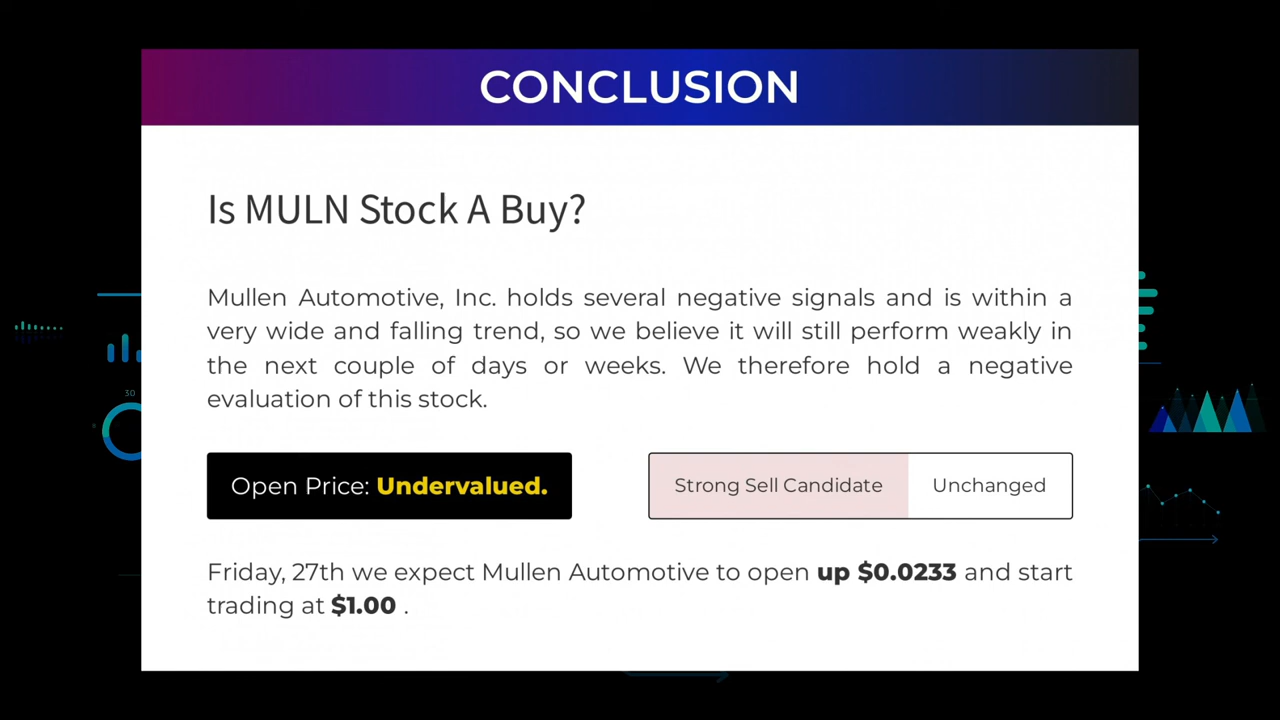 CONCLUSION
Is MULN Stock A Buy?
Mullen Automotive, Inc. holds several negative signals and is within a
very wide and falling trend, so we believe it will still perform weakly in
the next couple of days or weeks. We therefore hold a negative
evaluation of this stock.
Open Price: Undervalued.
Strong Sell Candidate
Unchanged
30
Friday, 27th we expect Mullen Automotive to open up $0.0233 and start
trading at $1.00 .